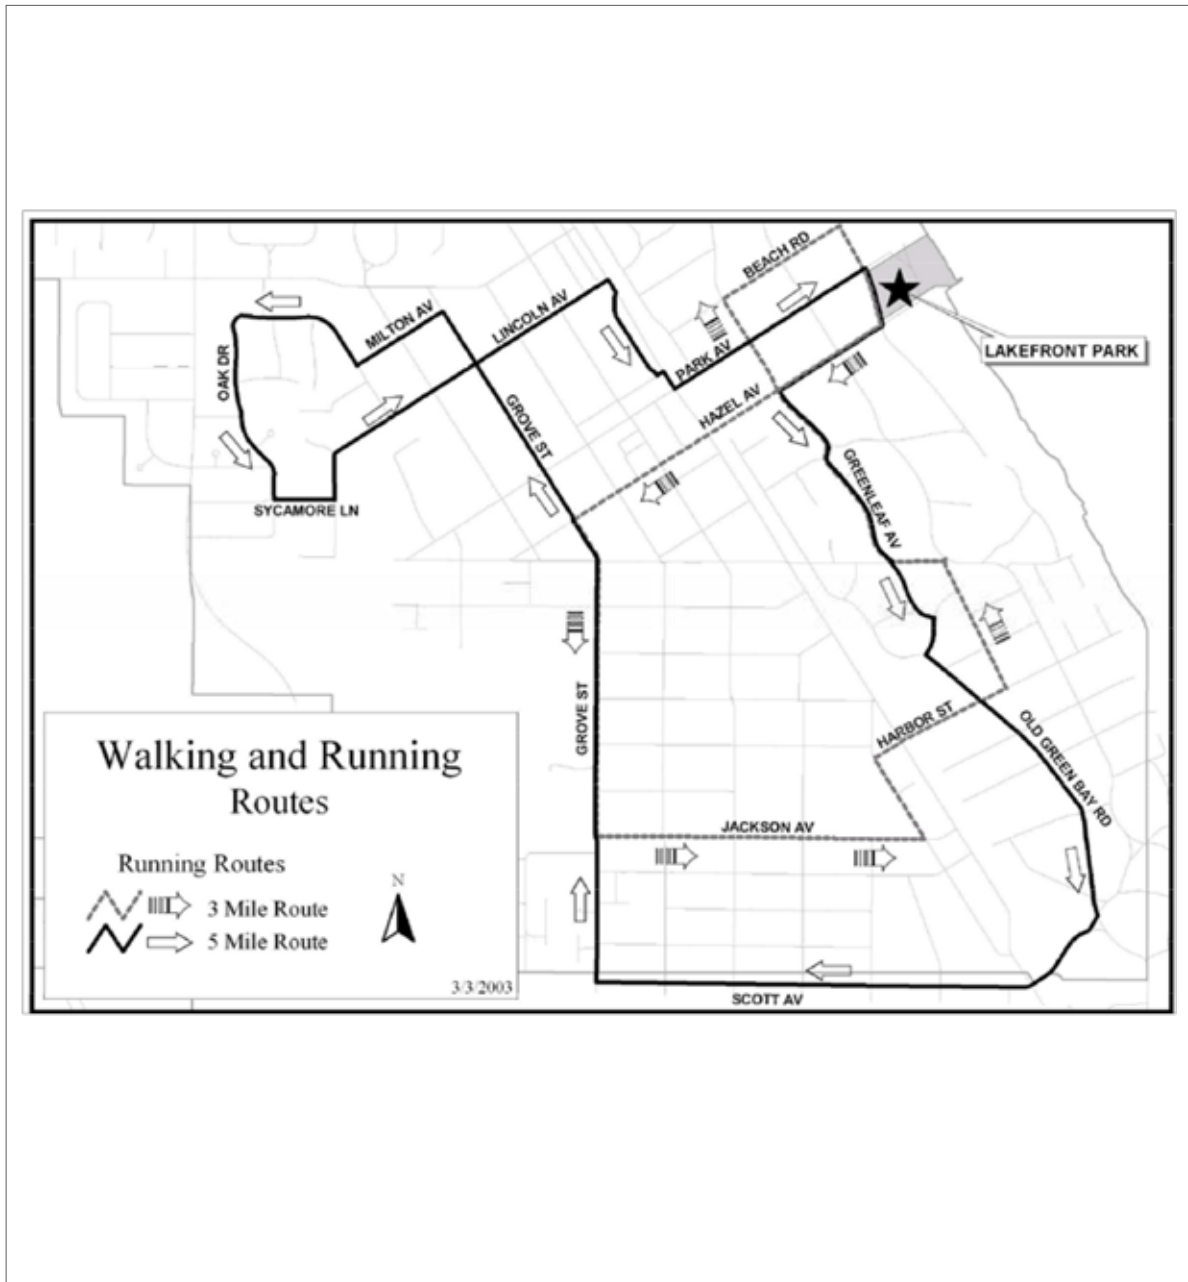 BEACH RD
MILTON AV
LINCOLN AV
LAKEFRONT PARK
PARK AV
OAK DR
HAZEL AV
GROVE ST
GREENLEAF AV
SYCAMORE LN
GROVE ST
HARBOR ST
OLD GREEN BAY RD
JACKSON AV
SCOTT AV
Walking and Running
Routes
Running Routes
N
3 Mile Route
5 Mile Route
3/3/2003